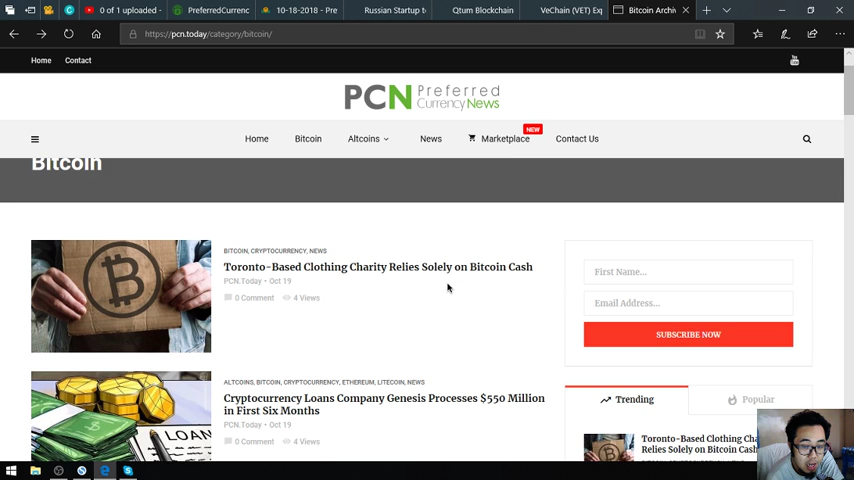 0 of 1 uploaded -
PreferredCurrenc
10-18-2018 - Pre
Russian Startup t
Qtum Blockchain
VeChain (VET) Ex
Bitcoin Archi
https://pcn.today/category/bitcoin/
Home
Contact
You
PCN Preferred
Currency News
Home
Bitcoin
Altcoins
News
Marketplace
NEW
Contact Us
Bitcoin
BITCOIN, CRYPTOCURRENCY, NEWS
Toronto-Based Clothing Charity Relies Solely on Bitcoin Cash
PCN.Today • Oct 19
0 Comment
4 Views
First Name...
Email Address...
SUBSCRIBE NOW
ALTCOINS, BITCOIN, CRYPTOCURRENCY, ETHEREUM, LITECOIN, NEWS
Cryptocurrency Loans Company Genesis Processes $550 Million
in First Six Months
PCN.Today • Oct 19
0 Comment
4 Views
LOAN
Trending
Popular
Toronto-Based Clothing Cha
Relies Solely on Bitcoin Cash